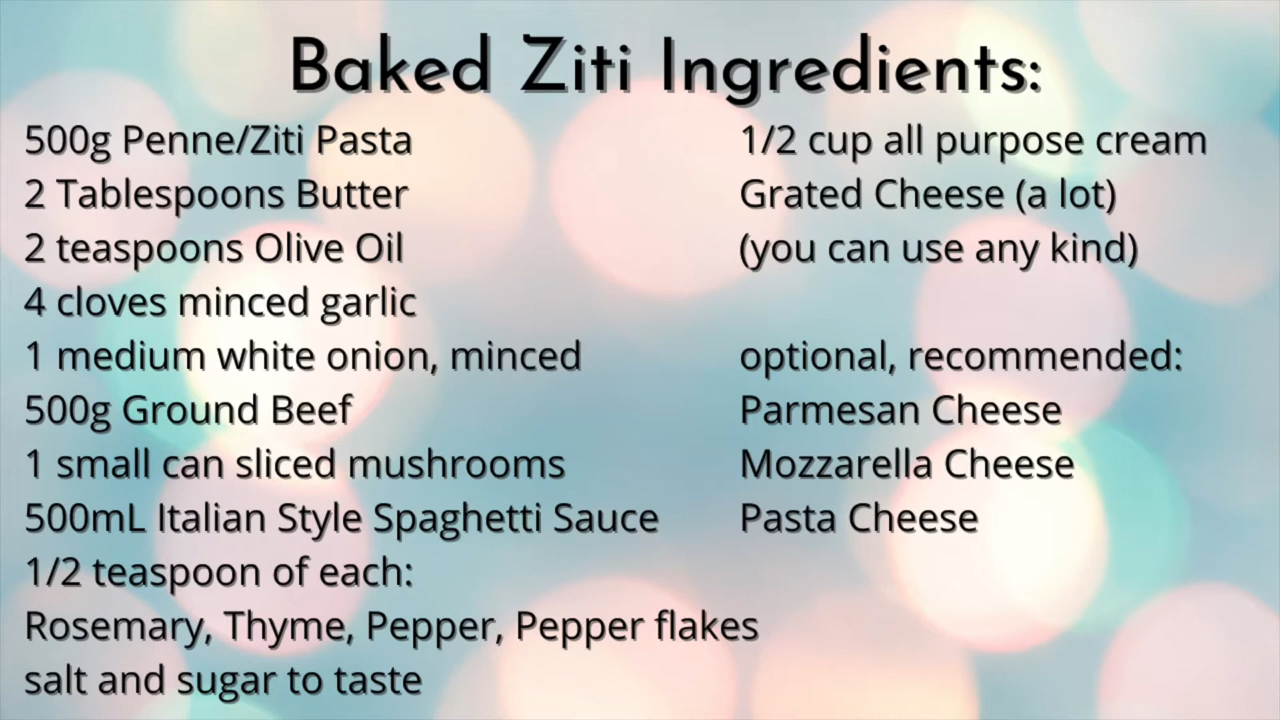 Baked Ziti Ingredients:
500g Penne/Ziti Pasta
2 Tablespoons Butter
2 teaspoons Olive Oil
4 cloves minced garlic
1 medium white onion, minced
500g Ground Beef
1 small can sliced mushrooms
500mL Italian Style Spaghetti Sauce
1/2 teaspoon of each:
Rosemary, Thyme, Pepper, Pepper flakes
salt and sugar to taste
1/2 cup all purpose cream
Grated Cheese (a lot)
(you can use any kind)
optional, recommended:
Parmesan Cheese
Mozzarella Cheese
Pasta Cheese